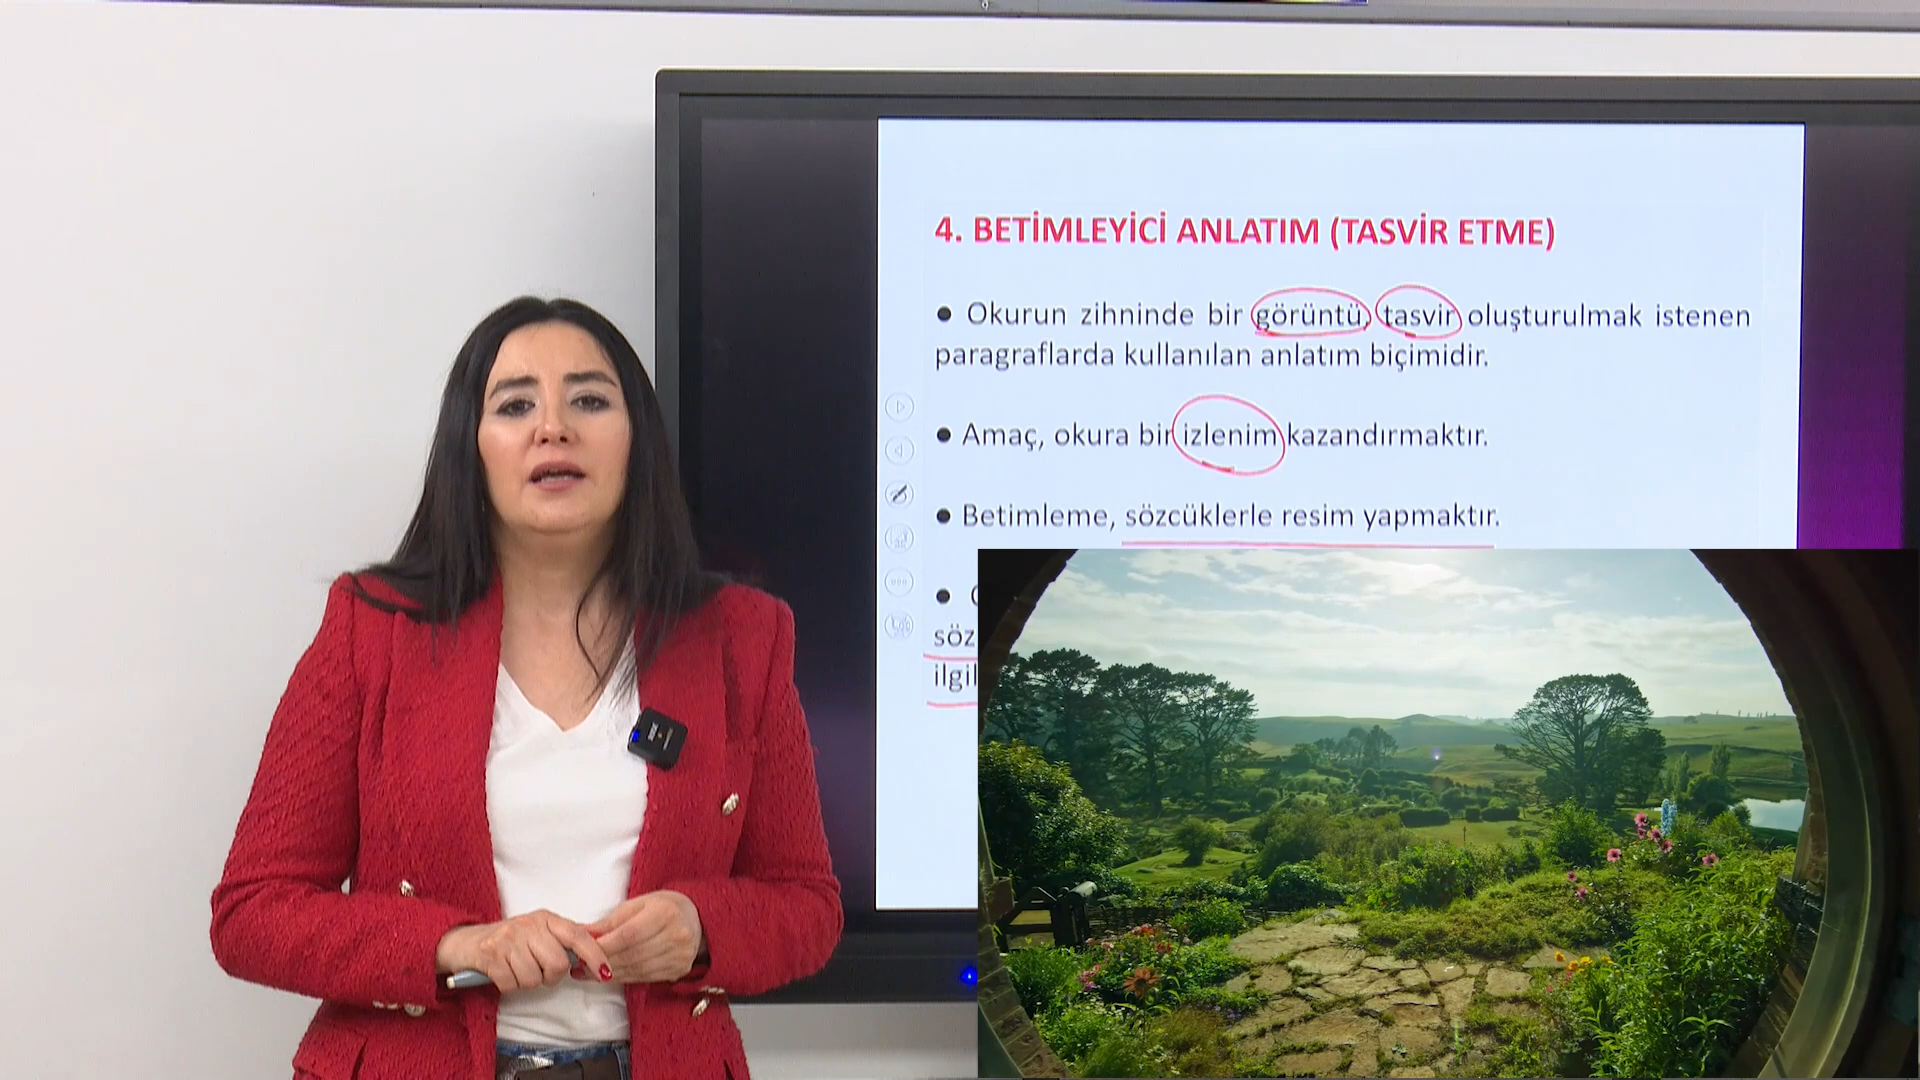 4. BETİMLEYİCİ ANLATIM (TASVİR ETME)
● Okurun zihninde bir görüntü, tasvir oluşturulmak istenen
paragraflarda kullanılan anlatım biçimidir.
● Amaç, okura bir izlenim kazandırmaktır.
● Betimleme, sözcüklerle resim yapmaktır.
●
söz
ilgil